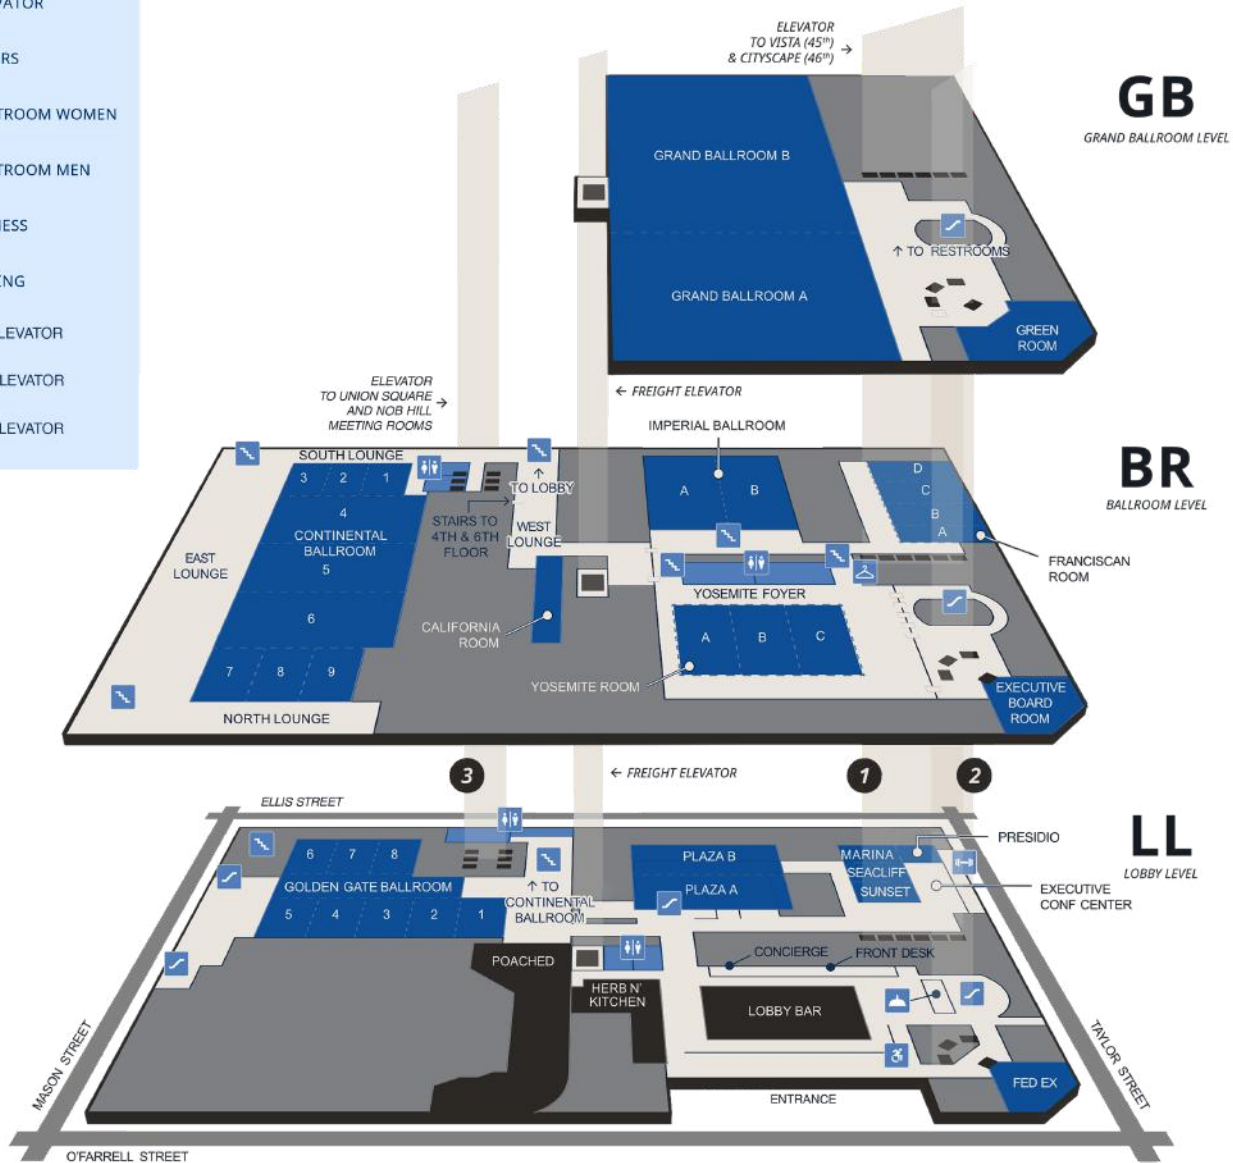 ELEVATOR
TO VISTA (45th)
& CITYSCAPE (46th) →
TROOM WOMEN
TROOM MEN
LEVATOR
LEVATOR
LEVATOR
GB
GRAND BALLROOM LEVEL
GRAND BALLROOM B
↑ TO RESTROOMS
GRAND BALLROOM A
GREEN
ROOM
← FREIGHT ELEVATOR
ELEVATOR
TO UNION SQUARE →
AND NOB HILL
MEETING ROOMS
BR
BALLROOM LEVEL
IMPERIAL BALLROOM
SOUTH LOUNGE
3 2 1
4
CONTINENTAL
BALLROOM
5
6
7 8 9
EAST
LOUNGE
NORTH LOUNGE
↑
TO LOBBY
STAIRS TO
4TH & 6TH
FLOOR
WEST
LOUNGE
CALIFORNIA
ROOM
A B
D
C
B
A
FRANCISCAN
ROOM
YOSEMITE FOYER
A B C
YOSEMITE ROOM
EXECUTIVE
BOARD
ROOM
3
← FREIGHT ELEVATOR
1
2
LL
LOBBY LEVEL
ELLIS STREET
6 7 8
GOLDEN GATE BALLROOM
5 4 3 2 1
↑ TO
CONTINENTAL
BALLROOM
PLAZA B
PLAZA A
MARINA
SEACLIFF
SUNSET
PRESIDIO
EXECUTIVE
CONF CENTER
POACHED
HERB N'
KITCHEN
CONCIERGE
FRONT DESK
LOBBY BAR
FED EX
ENTRANCE
MASON STREET
TAYLOR STREET
O'FARRELL STREET